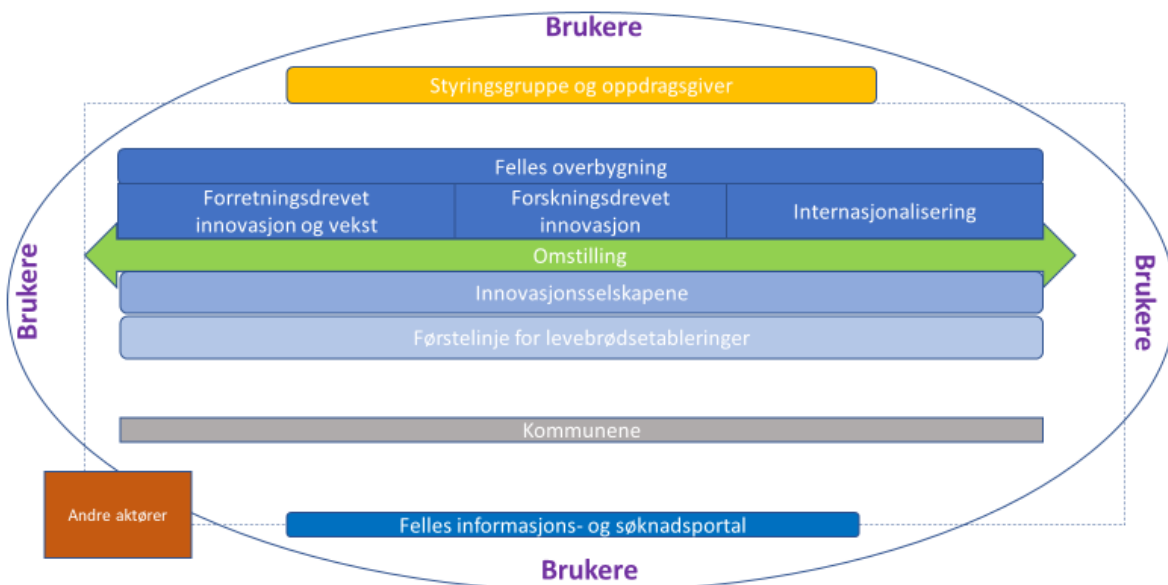 Brukere
Styringsgruppe og oppdragsgiver
Felles overbygning
Forretningsdrevet
innovasjon og vekst
Forskningsdrevet
innovasjon
Internasjonalisering
Omstilling
Brukere
Brukere
Innovasjonsselskapene
Førstelinje for levebrødsetableringer
Kommunene
Andre aktører
Felles informasjons- og søknadsportal
Brukere